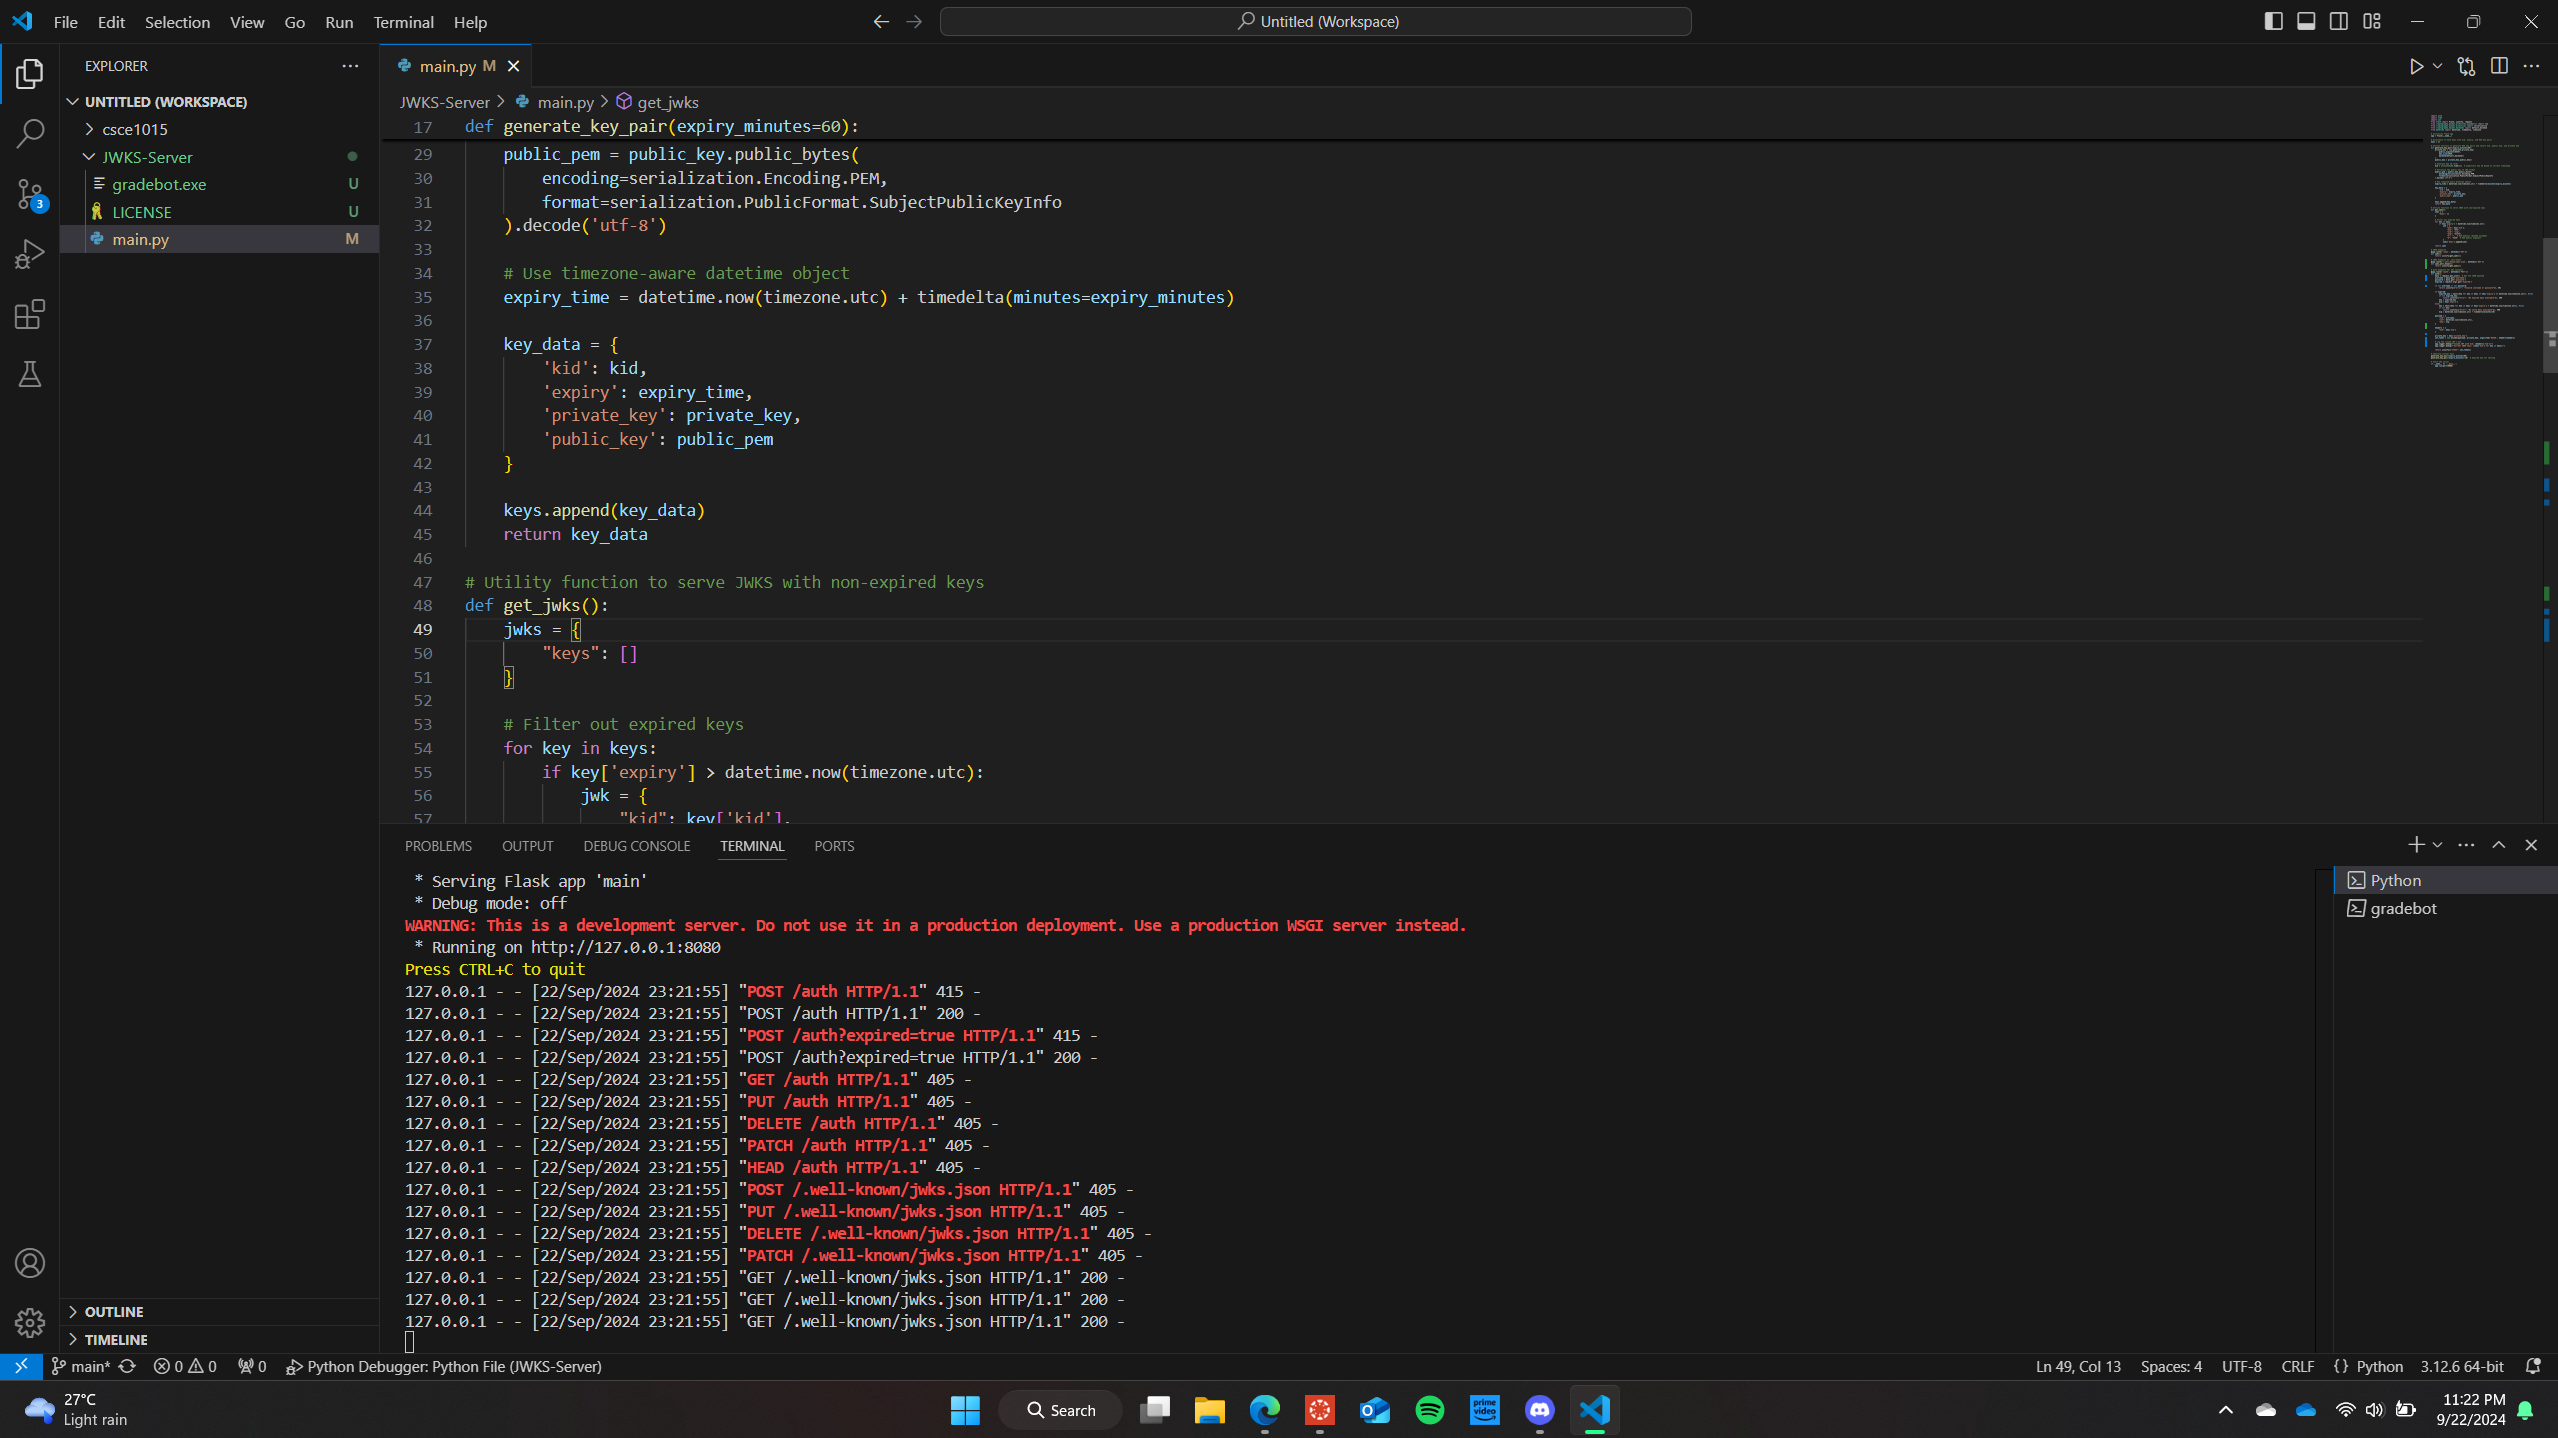 File Edit Selection View Go Run Terminal Help
Untitled (Workspace)
EXPLORER
UNTITLED (WORKSPACE)
csce1015
JWKS-Server
gradebot.exe U
LICENSE U
main.py M
3
OUTLINE
TIMELINE
main.py M
JWKS-Server > main.py > get_jwks
17 def generate_key_pair(expiry_minutes=60):
29 public_pem = public_key.public_bytes(
30 encoding=serialization.Encoding.PEM,
31 format=serialization.PublicFormat.SubjectPublicKeyInfo
32 ).decode('utf-8')
33
34 # Use timezone-aware datetime object
35 expiry_time = datetime.now(timezone.utc) + timedelta(minutes=expiry_minutes)
36
37 key_data = {
38 'kid': kid,
39 'expiry': expiry_time,
40 'private_key': private_key,
41 'public_key': public_pem
42 }
43
44 keys.append(key_data)
45 return key_data
46
47 # Utility function to serve JWKS with non-expired keys
48 def get_jwks():
49 jwks = {
50 "keys": []
51 }
52
53 # Filter out expired keys
54 for key in keys:
55 if key['expiry'] > datetime.now(timezone.utc):
56 jwk = {
57 "kid": key['kid'],
PROBLEMS OUTPUT DEBUG CONSOLE TERMINAL PORTS
* Serving Flask app 'main'
* Debug mode: off
WARNING: This is a development server. Do not use it in a production deployment. Use a production WSGI server instead.
* Running on http://127.0.0.1:8080
Press CTRL+C to quit
127.0.0.1 - - [22/Sep/2024 23:21:55] "POST /auth HTTP/1.1" 415 -
127.0.0.1 - - [22/Sep/2024 23:21:55] "POST /auth HTTP/1.1" 200 -
127.0.0.1 - - [22/Sep/2024 23:21:55] "POST /auth?expired=true HTTP/1.1" 415 -
127.0.0.1 - - [22/Sep/2024 23:21:55] "POST /auth?expired=true HTTP/1.1" 200 -
127.0.0.1 - - [22/Sep/2024 23:21:55] "GET /auth HTTP/1.1" 405 -
127.0.0.1 - - [22/Sep/2024 23:21:55] "PUT /auth HTTP/1.1" 405 -
127.0.0.1 - - [22/Sep/2024 23:21:55] "DELETE /auth HTTP/1.1" 405 -
127.0.0.1 - - [22/Sep/2024 23:21:55] "PATCH /auth HTTP/1.1" 405 -
127.0.0.1 - - [22/Sep/2024 23:21:55] "HEAD /auth HTTP/1.1" 405 -
127.0.0.1 - - [22/Sep/2024 23:21:55] "POST /.well-known/jwks.json HTTP/1.1" 405 -
127.0.0.1 - - [22/Sep/2024 23:21:55] "PUT /.well-known/jwks.json HTTP/1.1" 405 -
127.0.0.1 - - [22/Sep/2024 23:21:55] "DELETE /.well-known/jwks.json HTTP/1.1" 405 -
127.0.0.1 - - [22/Sep/2024 23:21:55] "PATCH /.well-known/jwks.json HTTP/1.1" 405 -
127.0.0.1 - - [22/Sep/2024 23:21:55] "GET /.well-known/jwks.json HTTP/1.1" 200 -
127.0.0.1 - - [22/Sep/2024 23:21:55] "GET /.well-known/jwks.json HTTP/1.1" 200 -
127.0.0.1 - - [22/Sep/2024 23:21:55] "GET /.well-known/jwks.json HTTP/1.1" 200 -
Python
gradebot
main* 0 0 0 Python Debugger: Python File (JWKS-Server) Ln 49, Col 13 Spaces: 4 UTF-8 CRLF {} Python 3.12.6 64-bit
27°C
Light rain
Search
prime video
11:22 PM
9/22/2024